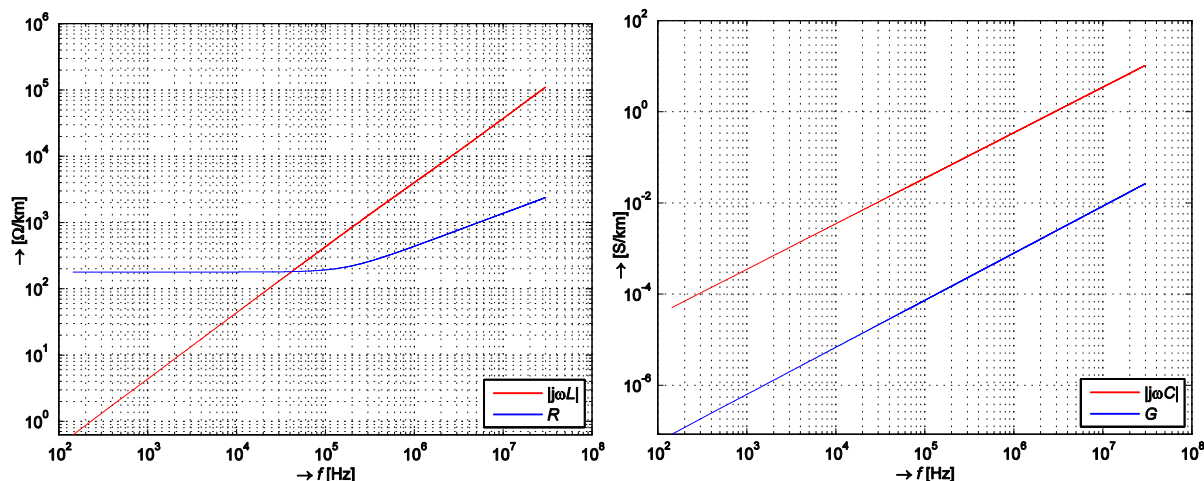 10^6
10^5
10^4
10^3
10^2
10^1
10^0
→ [Ω/km]
10^2 10^3 10^4 10^5 10^6 10^7 10^8
→ f [Hz]
|jωL|
R
10^2
10^0
10^-2
10^-4
10^-6
→ [S/km]
10^2 10^3 10^4 10^5 10^6 10^7 10^8
→ f [Hz]
|jωC|
G